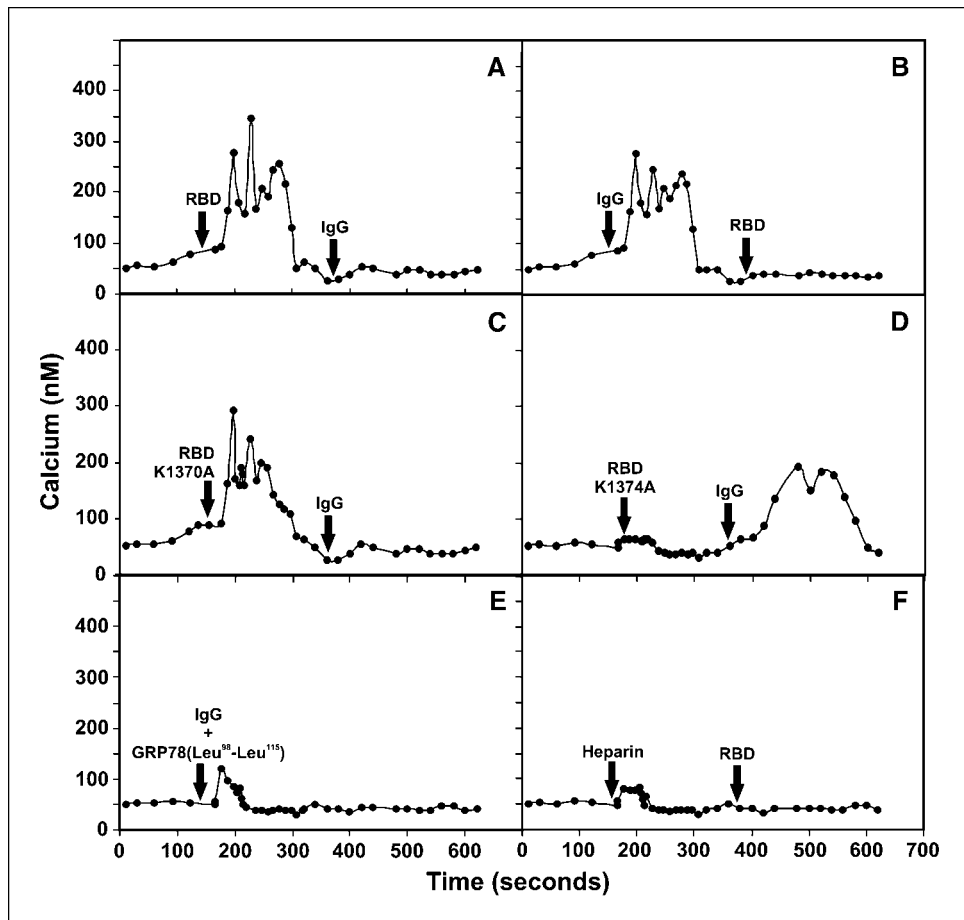 A
B
500
400
300
200
100
0
RBD
IgG
IgG
RBD
C
D
400
300
200
100
0
RBD
K1370A
IgG
RBD
K1374A
IgG
E
F
400
300
200
100
0
IgG
+
GRP78(Leu⁹⁸-Leu¹¹⁵)
Heparin
RBD
0 100 200 300 400 500 600 0 100 200 300 400 500 600 700
Calcium (nM)
Time (seconds)